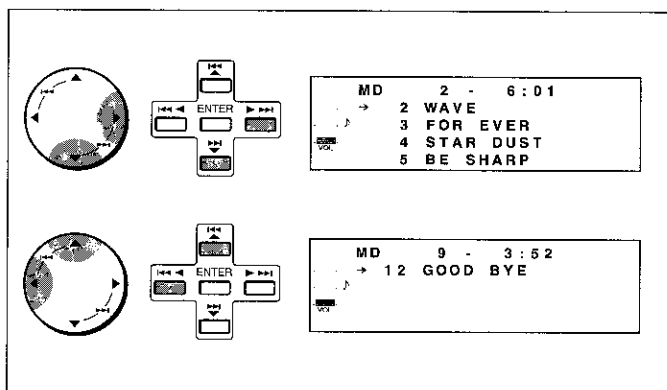 ENTER
MD 2 - 6:01
→ 2 WAVE
♪ 3 FOR EVER
4 STAR DUST
VOL
5 BE SHARP
ENTER
MD 9 - 3:52
→ 12 GOOD BYE
♪
VOL